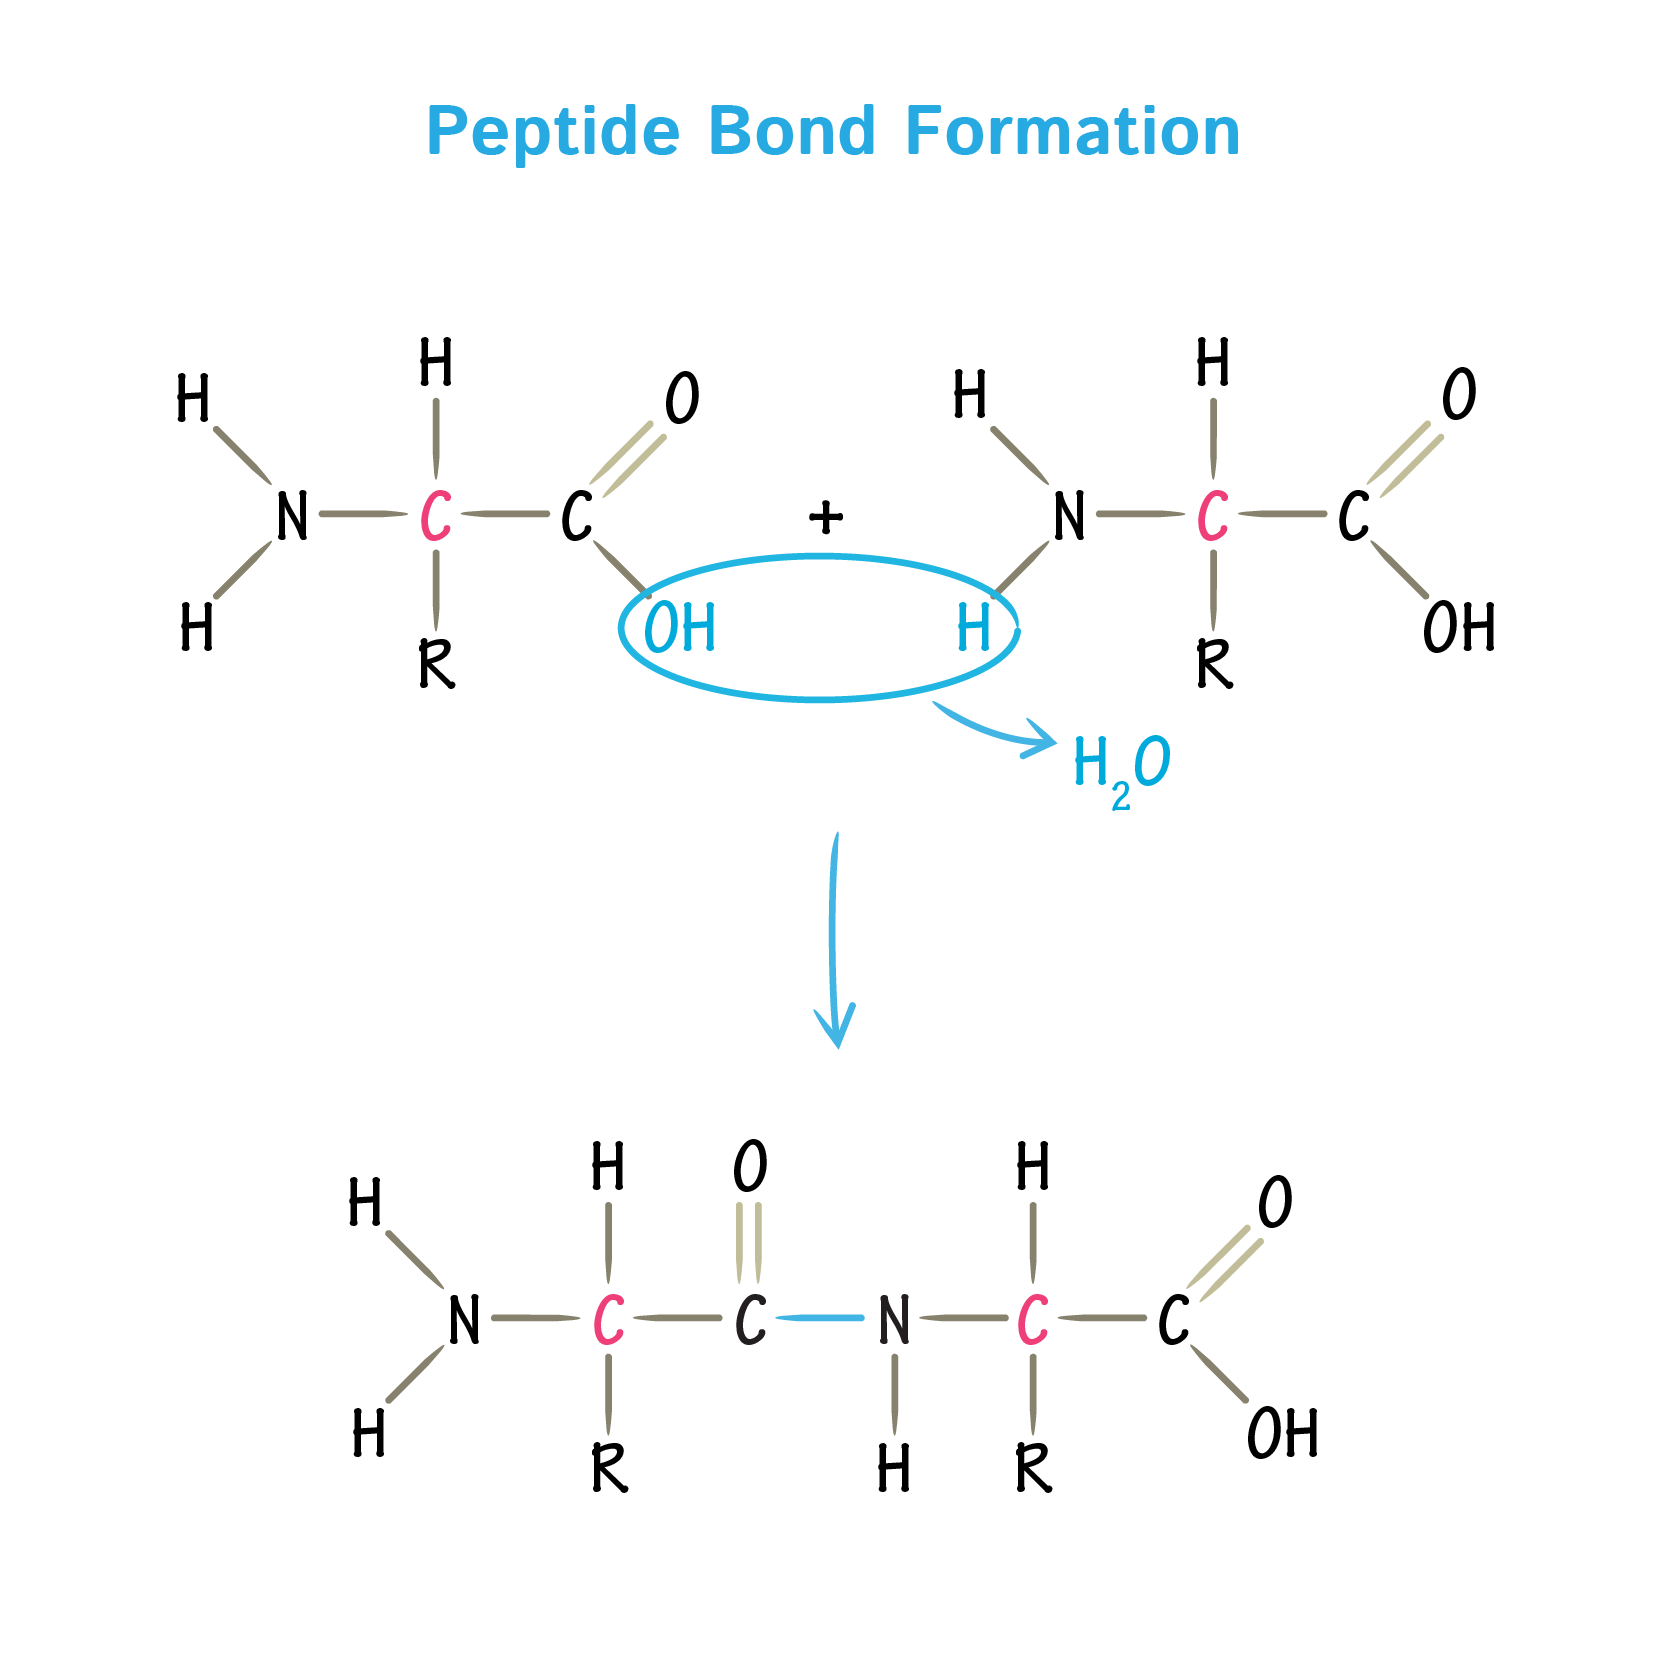 Peptide Bond Formation
H H O H H O
N C C + N C C
H R OH H R OH
H2O
H H O H O
N C C N C C
H R H R OH